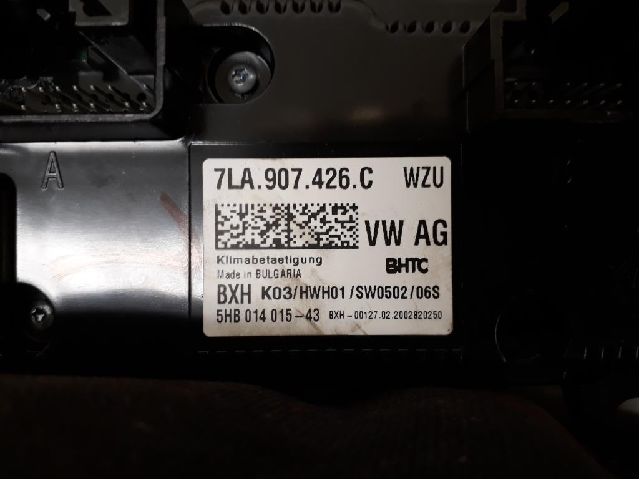 A
7LA.907.426.C WZU
VW AG
Klimabetaetigung
Made in BULGARIA
BHTC
BXH K03/HWH01/SW0502/06S
5HB 014 015-43 BXH-00127.02.2002820250